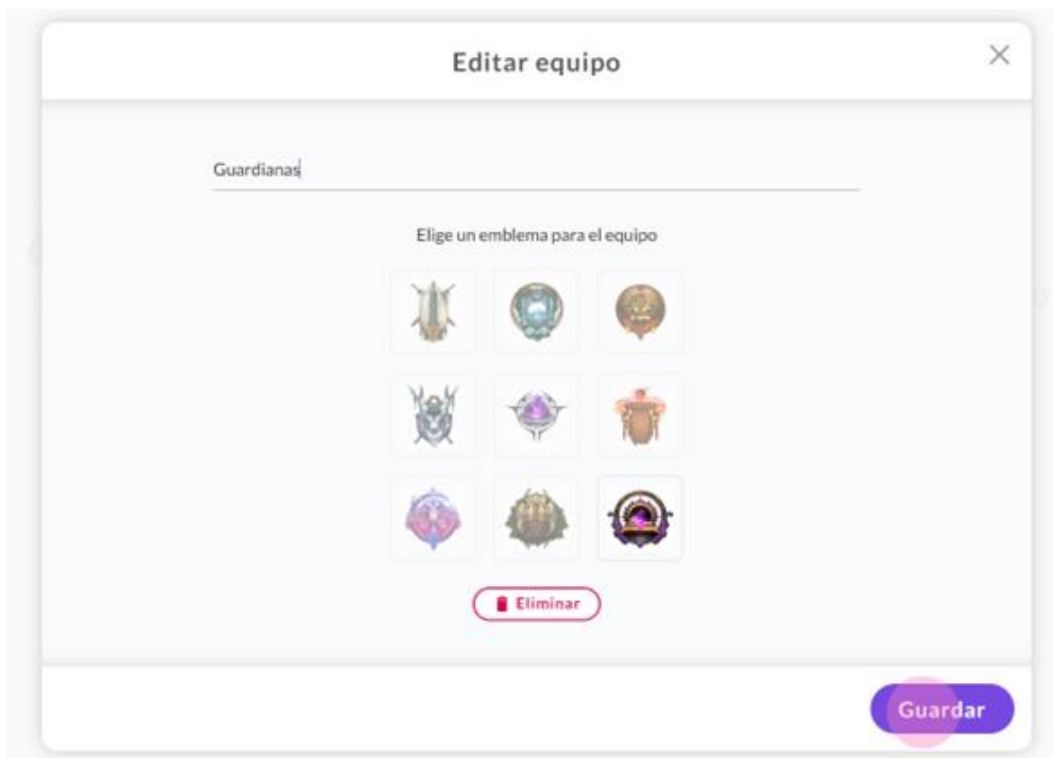 Editar equipo
Guardianas
Elige un emblema para el equipo
Eliminar
Guardar